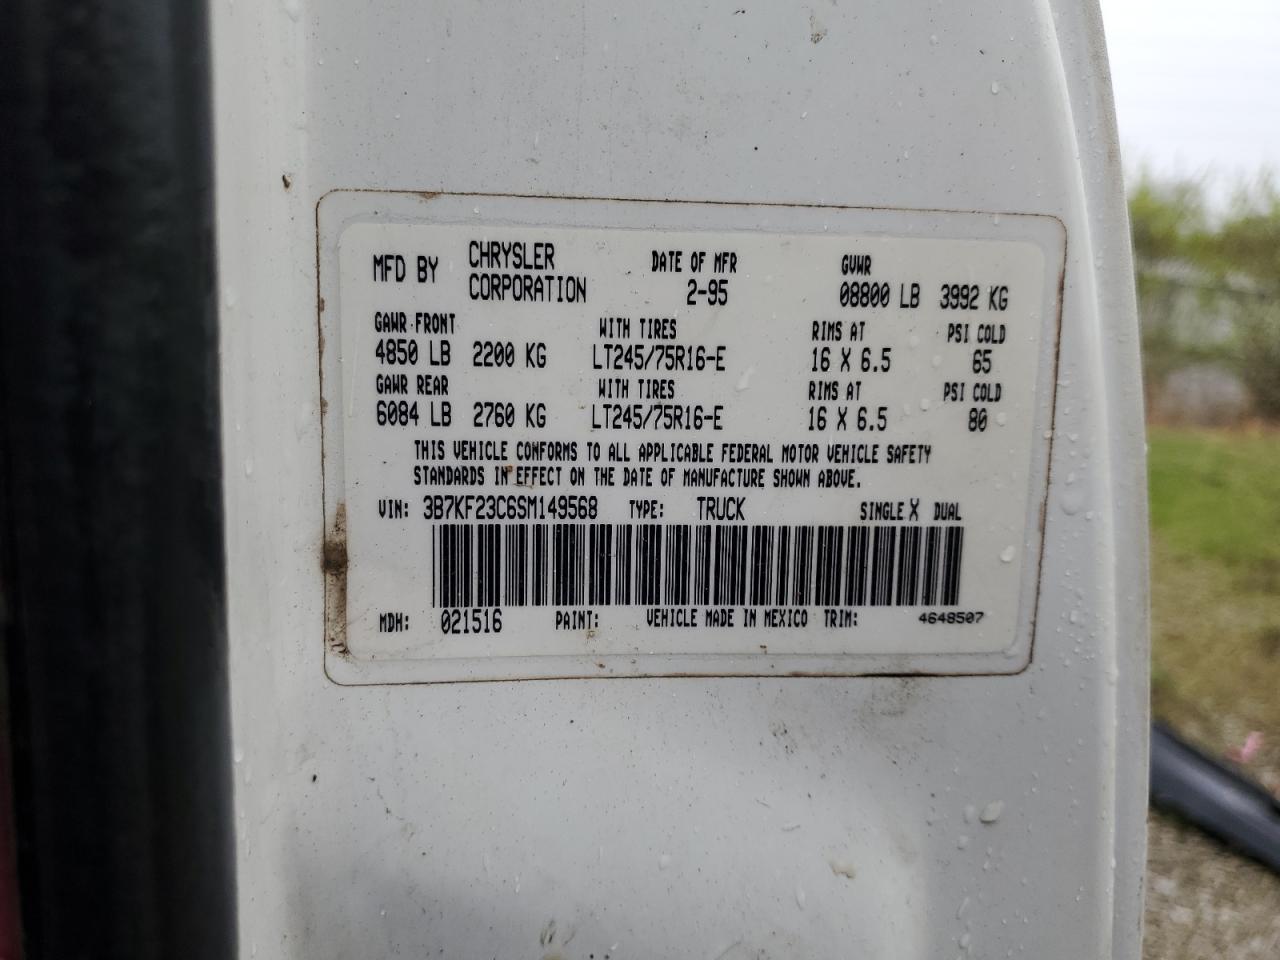 MFD BY CHRYSLER CORPORATION DATE OF MFR 2-95 GVWR 08800 LB 3992 KG
GAWR FRONT WITH TIRES RIMS AT PSI COLD
4850 LB 2200 KG LT245/75R16-E 16 X 6.5 65
GAWR REAR WITH TIRES RIMS AT PSI COLD
6084 LB 2760 KG LT245/75R16-E 16 X 6.5 80
THIS VEHICLE CONFORMS TO ALL APPLICABLE FEDERAL MOTOR VEHICLE SAFETY
STANDARDS IN EFFECT ON THE DATE OF MANUFACTURE SHOWN ABOVE.
VIN: 3B7KF23C6SM149568 TYPE: TRUCK SINGLE X DUAL
MDH: 021516 PAINT: VEHICLE MADE IN MEXICO TRIM: 4648507